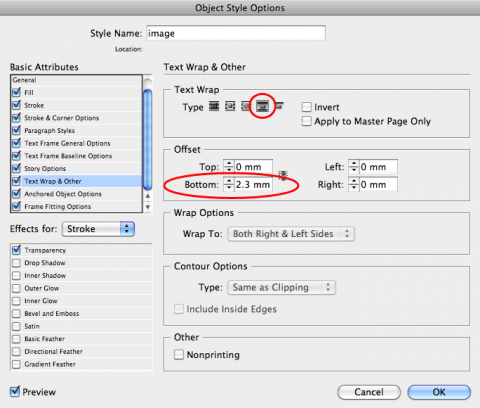 Object Style Options
Style Name: image
Location:
Basic Attributes
General
Fill
Stroke
Stroke & Corner Options
Paragraph Styles
Text Frame General Options
Text Frame Baseline Options
Story Options
Text Wrap & Other
Anchored Object Options
Frame Fitting Options
Effects for: Stroke
Transparency
Drop Shadow
Inner Shadow
Outer Glow
Inner Glow
Bevel and Emboss
Satin
Basic Feather
Directional Feather
Gradient Feather
Preview
Text Wrap & Other
Text Wrap
Type
Invert
Apply to Master Page Only
Offset
Top: 0 mm Left: 0 mm
Bottom: 2.3 mm Right: 0 mm
Wrap Options
Wrap To: Both Right & Left Sides
Contour Options
Type: Same as Clipping
Include Inside Edges
Other
Nonprinting
Cancel OK